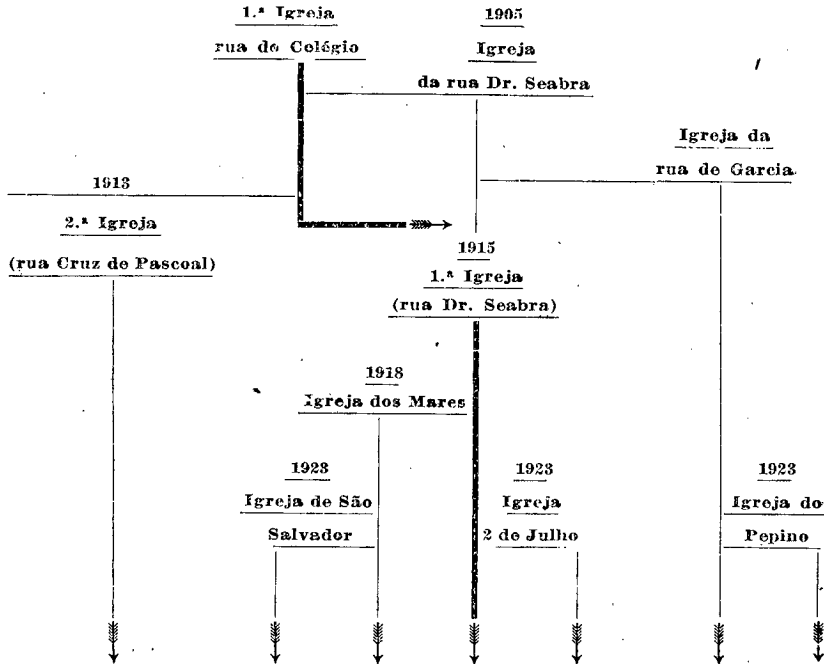 1.ª Igreja
rua do Colégio
1905
Igreja
da rua Dr. Seabra
Igreja da
rua de Garcia
1913
2.ª Igreja
(rua Cruz de Pascoal)
1915
1.ª Igreja
(rua Dr. Seabra)
1918
Igreja dos Mares
1923
Igreja de São
Salvador
1923
Igreja
2 de Julho
1923
Igreja do
Pepino